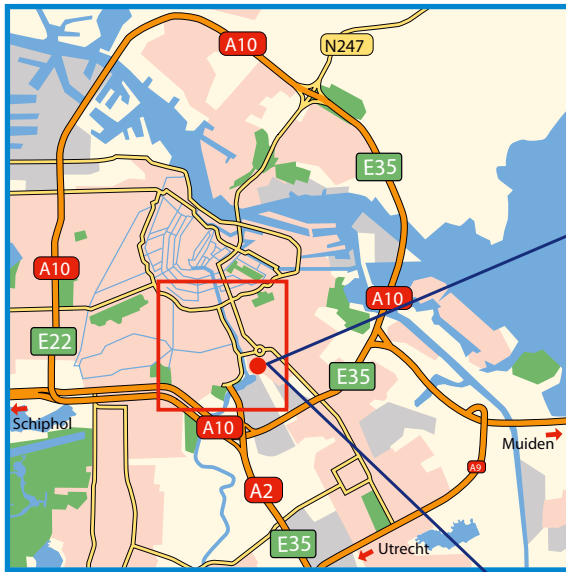 A10
N247
E35
A10
A10
E22
E35
Schiphol
A10
Muiden
A9
A2
E35
Utrecht